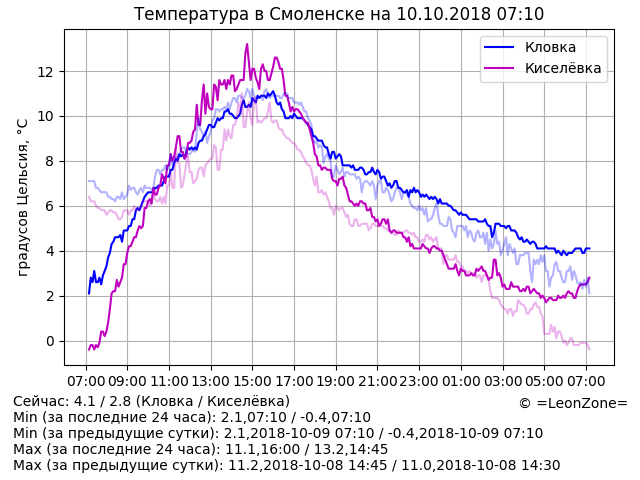 Температура в Смоленске на 10.10.2018 07:10
Кловка
Киселёвка
градусов Цельсия, °C
12
10
8
6
4
2
0
07:00 09:00 11:00 13:00 15:00 17:00 19:00 21:00 23:00 01:00 03:00 05:00 07:00
Сейчас: 4.1 / 2.8 (Кловка / Киселёвка)
© =LeonZone=
Min (за последние 24 часа): 2.1,07:10 / -0.4,07:10
Min (за предыдущие сутки): 2.1,2018-10-09 07:10 / -0.4,2018-10-09 07:10
Max (за последние 24 часа): 11.1,16:00 / 13.2,14:45
Max (за предыдущие сутки): 11.2,2018-10-08 14:45 / 11.0,2018-10-08 14:30